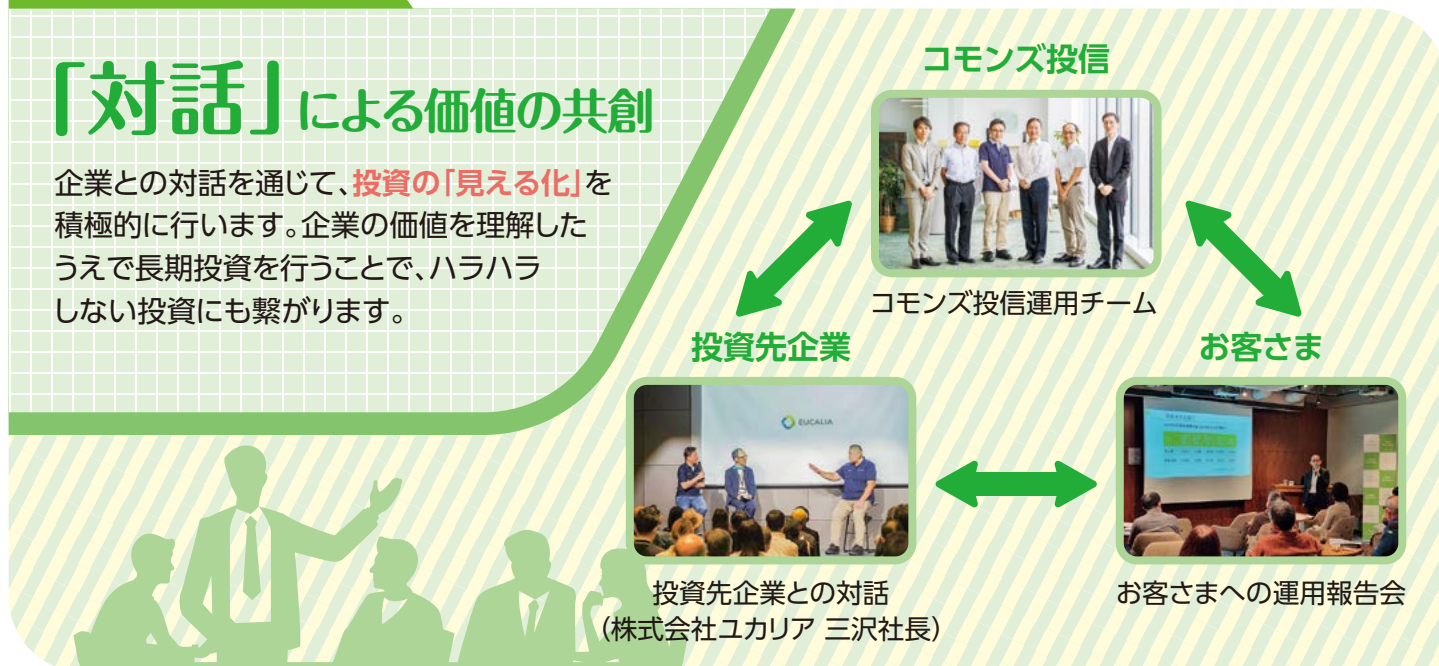 「対話」による価値の共創
企業との対話を通じて、投資の「見える化」を
積極的に行います。企業の価値を理解した
うえで長期投資を行うことで、ハラハラ
しない投資にも繋がります。
コモンズ投信
コモンズ投信運用チーム
投資先企業
EUCALIA
投資先企業との対話
(株式会社ユカリア 三沢社長)
お客さま
お客さまへの運用報告会